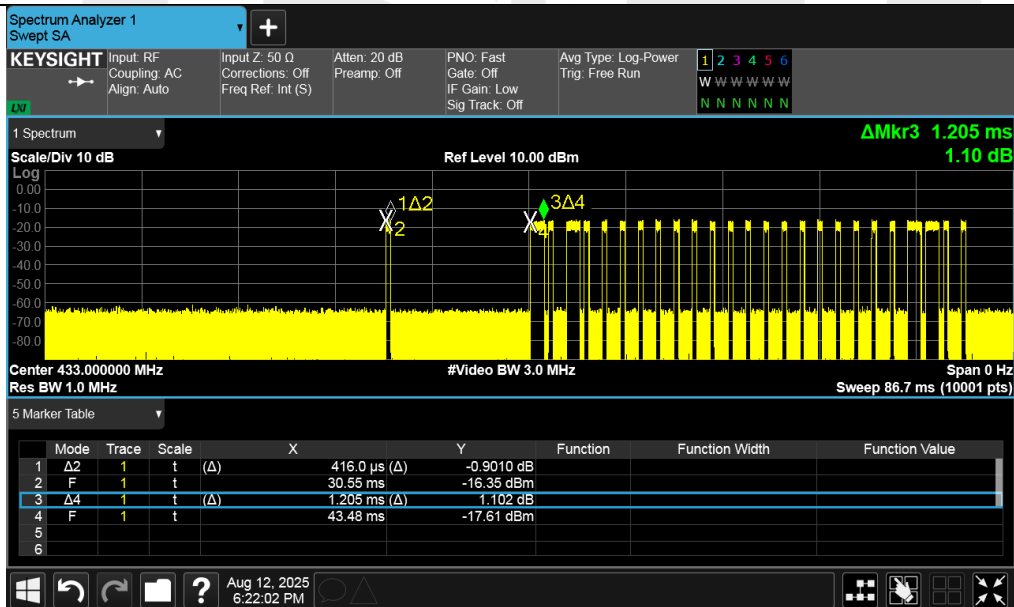 Spectrum Analyzer 1
Swept SA
+
KEYSIGHT Input: RF Input Z: 50 Ω Atten: 20 dB PNO: Fast Avg Type: Log-Power 1 2 3 4 5 6
Coupling: AC Corrections: Off Preamp: Off Gate: Off Trig: Free Run
Align: Auto Freq Ref: Int (S) IF Gain: Low W W W W W W
LXI Sig Track: Off N N N N N N
1 Spectrum ΔMkr3 1.205 ms
Scale/Div 10 dB Ref Level 10.00 dBm 1.10 dB
Log
0.00
-10.0 1Δ2 3Δ4
-20.0 2 4
-30.0
-40.0
-50.0
-60.0
-70.0
-80.0
Center 433.000000 MHz #Video BW 3.0 MHz Span 0 Hz
Res BW 1.0 MHz Sweep 86.7 ms (10001 pts)
5 Marker Table
Mode Trace Scale X Y Function Function Width Function Value
1 Δ2 1 t (Δ) 416.0 µs (Δ) -0.9010 dB
2 F 1 t 30.55 ms -16.35 dBm
3 Δ4 1 t (Δ) 1.205 ms (Δ) 1.102 dB
4 F 1 t 43.48 ms -17.61 dBm
5
6
? Aug 12, 2025
6:22:02 PM